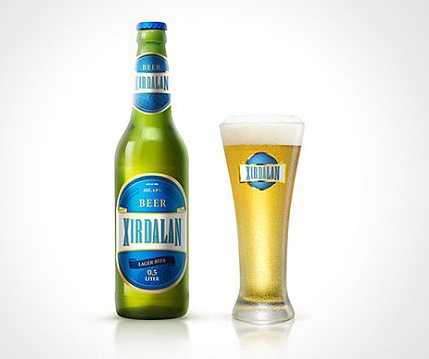 BEER
XIRDALAN
BEER
XIRDALAN
LAGER BEER
0,5
LITER
XIRDALAN